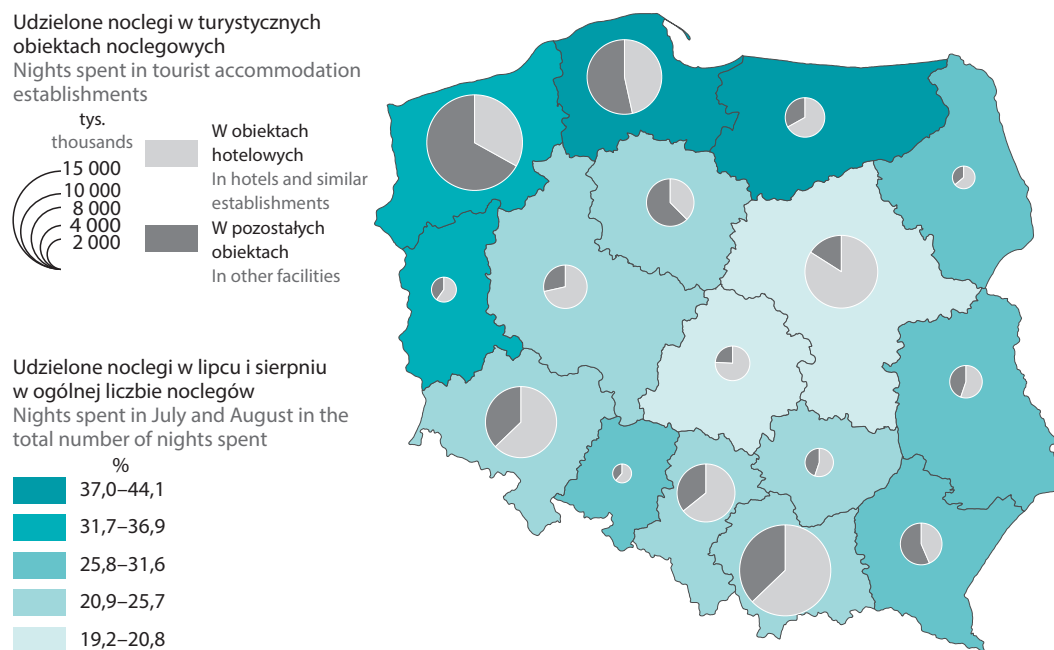 Udzielone noclegi w turystycznych
obiektach noclegowych
Nights spent in tourist accommodation
establishments
tys.
thousands
15 000
10 000
8 000
4 000
2 000
W obiektach
hotelowych
In hotels and similar
establishments
W pozostałych
obiektach
In other facilities
Udzielone noclegi w lipcu i sierpniu
w ogólnej liczbie noclegów
Nights spent in July and August in the
total number of nights spent
%
37,0–44,1
31,7–36,9
25,8–31,6
20,9–25,7
19,2–20,8